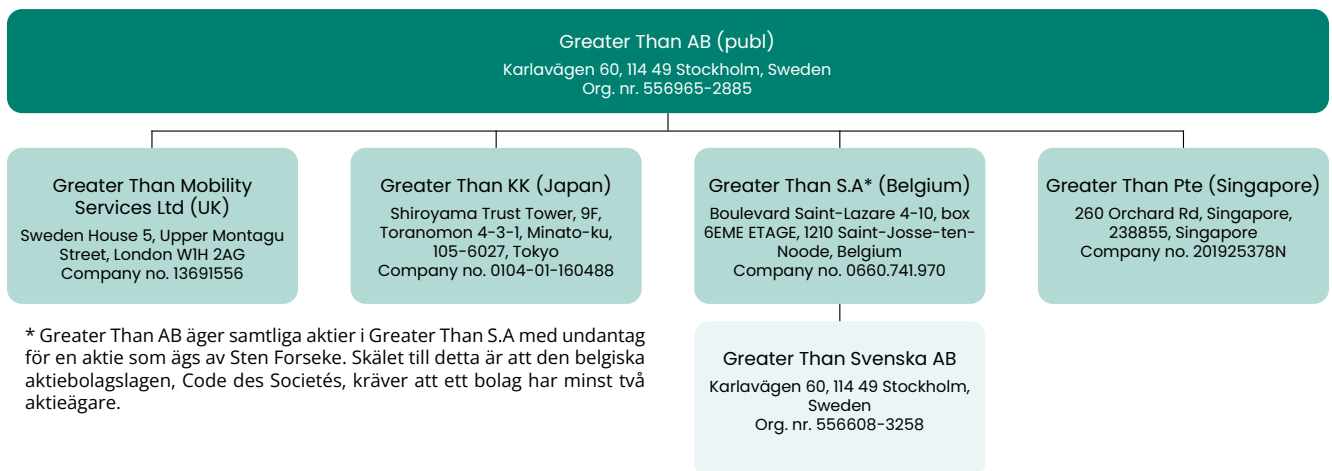 Greater Than AB (publ)
Karlavägen 60, 114 49 Stockholm, Sweden
Org. nr. 556965-2885
Greater Than Mobility
Services Ltd (UK)
Sweden House 5, Upper Montagu
Street, London W1H 2AG
Company no. 13691556
Greater Than KK (Japan)
Shiroyama Trust Tower, 9F,
Toranomon 4-3-1, Minato-ku,
105-6027, Tokyo
Company no. 0104-01-160488
Greater Than S.A* (Belgium)
Boulevard Saint-Lazare 4-10, box
6EME ETAGE, 1210 Saint-Josse-ten-
Noode, Belgium
Company no. 0660.741.970
Greater Than Pte (Singapore)
260 Orchard Rd, Singapore,
238855, Singapore
Company no. 201925378N
* Greater Than AB äger samtliga aktier i Greater Than S.A med undantag
för en aktie som ägs av Sten Forseke. Skälet till detta är att den belgiska
aktiebolagslagen, Code des Societés, kräver att ett bolag har minst två
aktieägare.
Greater Than Svenska AB
Karlavägen 60, 114 49 Stockholm,
Sweden
Org. nr. 556608-3258